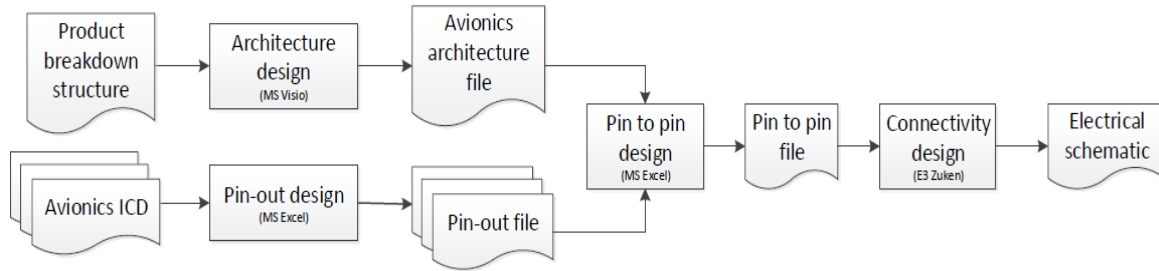 Product
breakdown
structure
Architecture
design
(MS Visio)
Avionics
architecture
file
Avionics ICD
Pin-out design
(MS Excel)
Pin-out file
Pin to pin
design
(MS Excel)
Pin to pin
file
Connectivity
design
(E3 Zuken)
Electrical
schematic